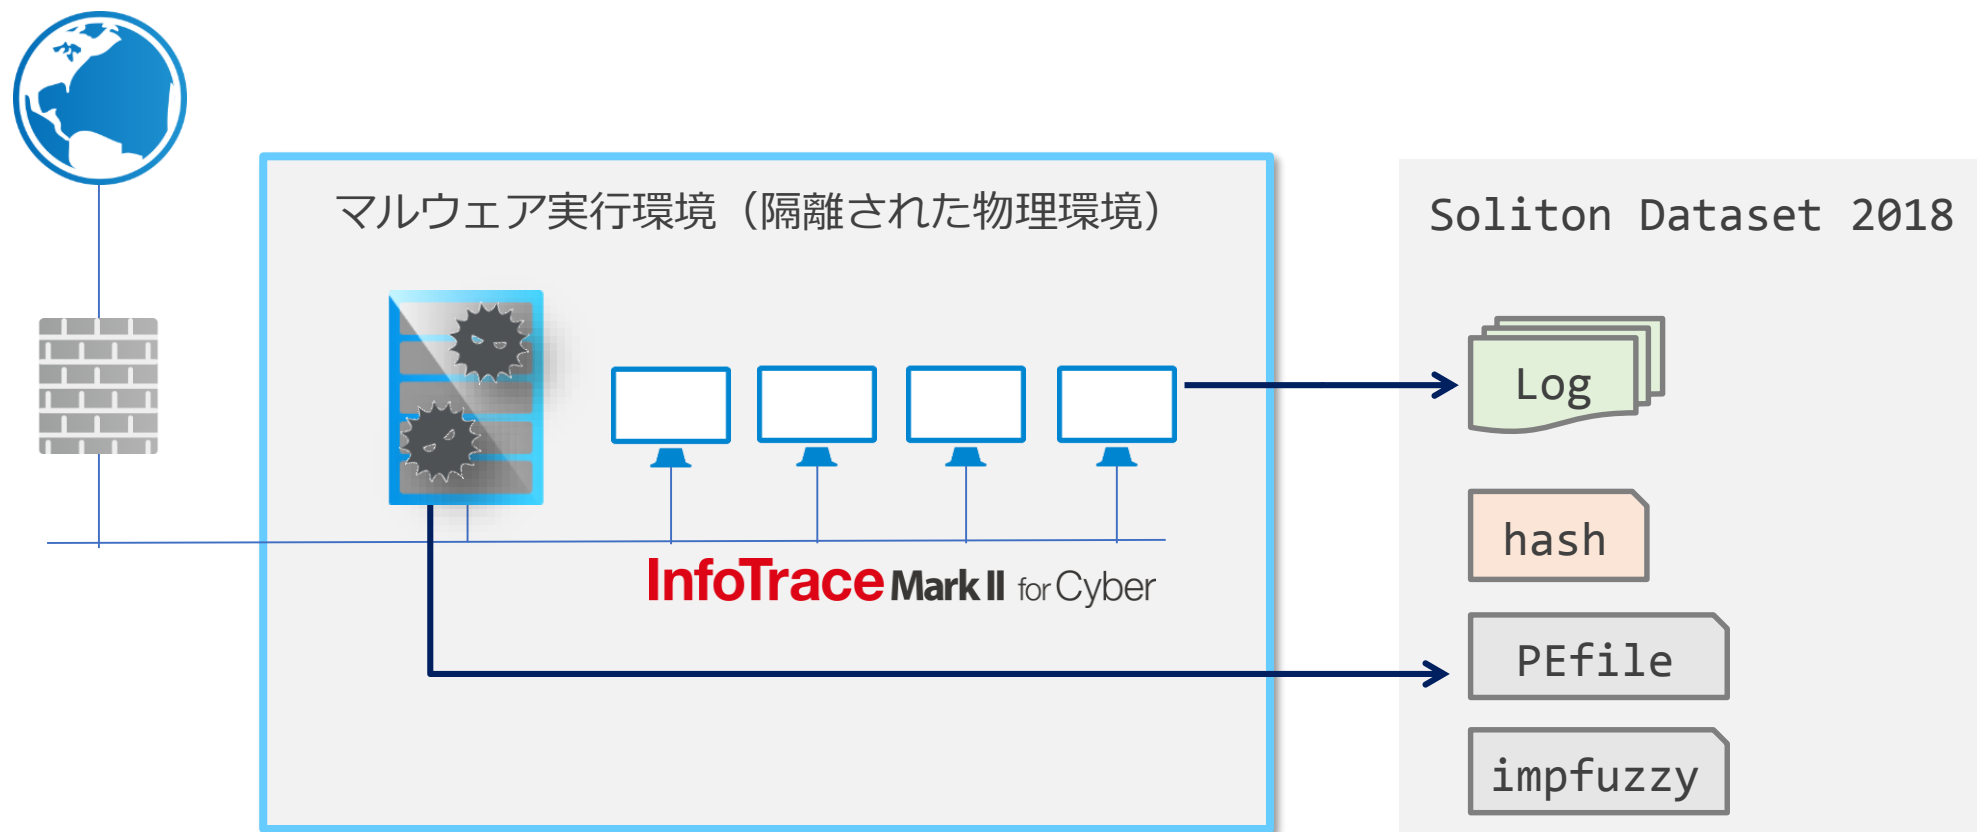 マルウェア実行環境（隔離された物理環境）
InfoTrace Mark II for Cyber
Soliton Dataset 2018
Log
hash
PEfile
impfuzzy